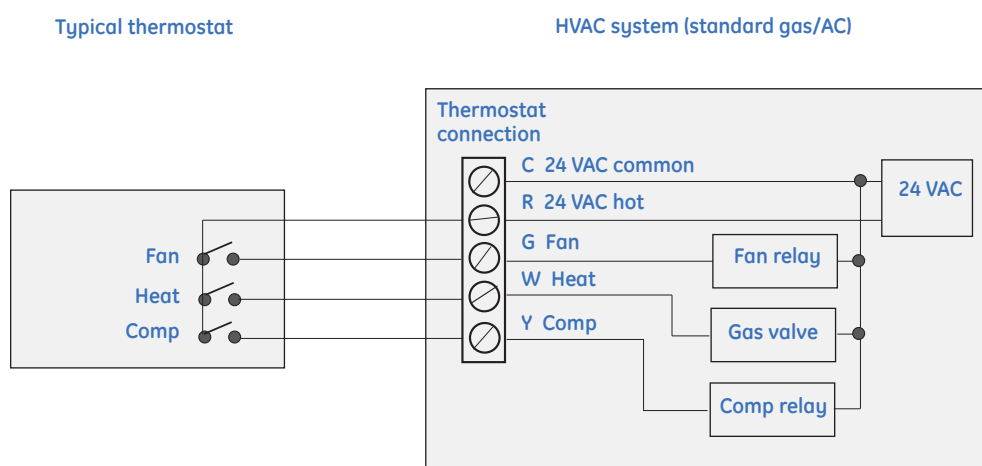 Typical thermostat
HVAC system (standard gas/AC)
Thermostat
connection
C 24 VAC common
R 24 VAC hot
24 VAC
G Fan
Fan relay
Fan
W Heat
Heat
Y Comp
Gas valve
Comp
Comp relay